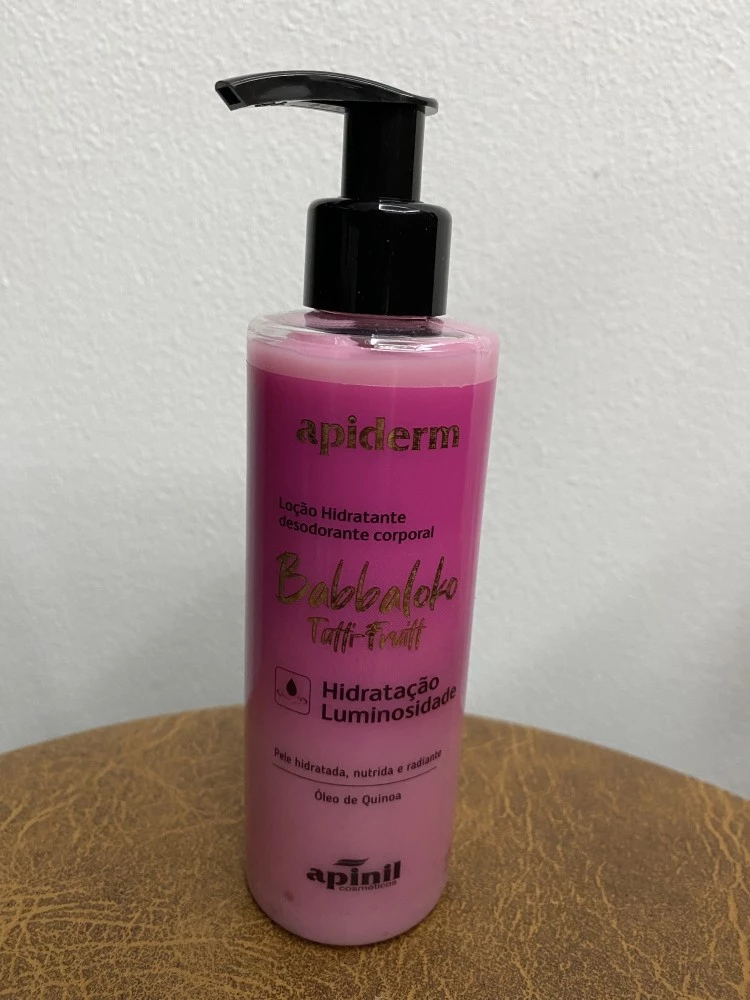 apiderm
Loção Hidratante
desodorante corporal
Babbaloko
Tutti-Frutti
Hidratação
Luminosidade
Pele hidratada, nutrida e radiante
Óleo de Quinoa
apinil
cosméticos